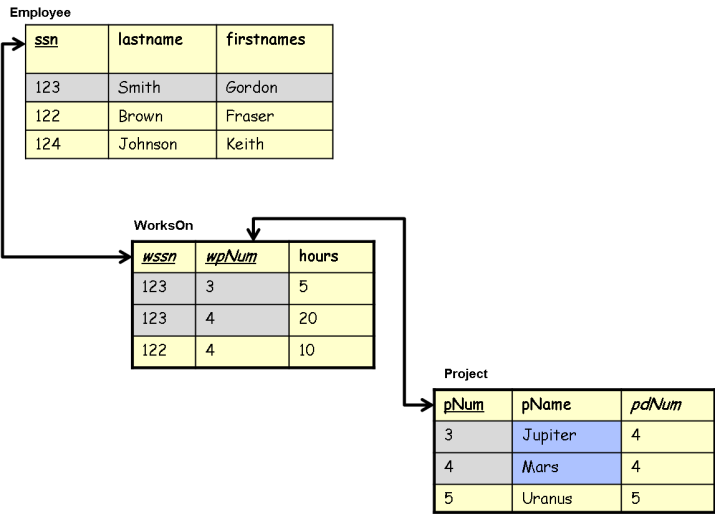 Employee
ssn lastname firstnames
123 Smith Gordon
122 Brown Fraser
124 Johnson Keith
WorksOn
wssn wpNum hours
123 3 5
123 4 20
122 4 10
Project
pNum pName pdNum
3 Jupiter 4
4 Mars 4
5 Uranus 5